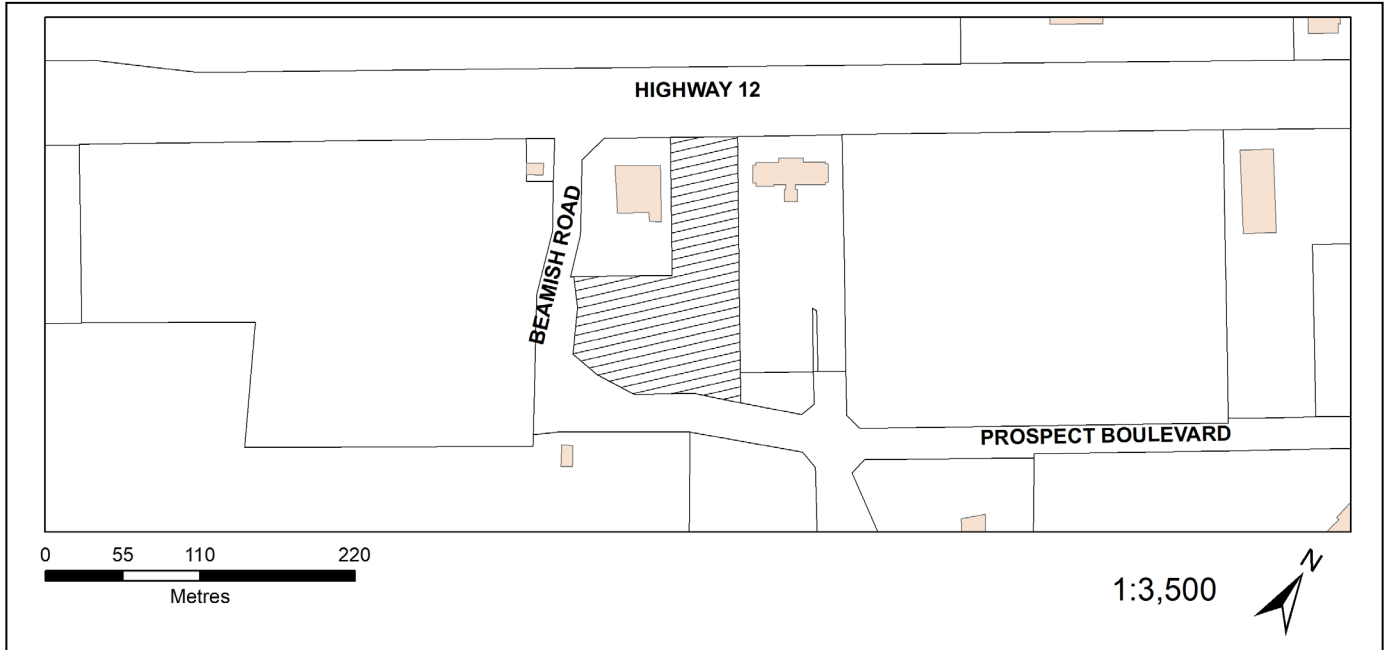 HIGHWAY 12
BEAMISH ROAD
PROSPECT BOULEVARD
0 55 110 220
Metres
1:3,500
N